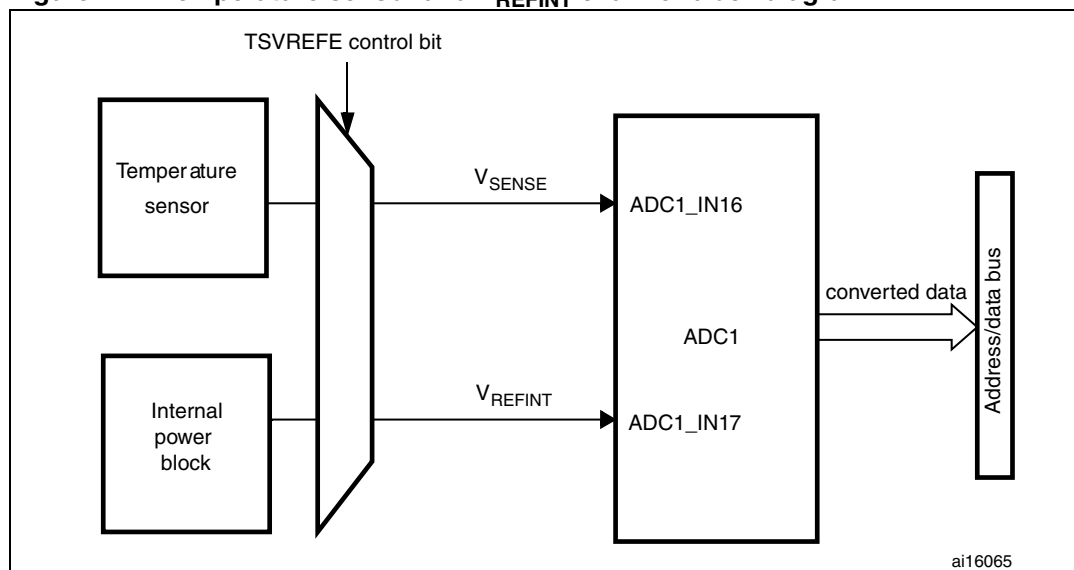 REFINT
TSVREFE control bit
Temperature
sensor
VSENSE
ADC1_IN16
converted data
Address/data bus
ADC1
VREFINT
ADC1_IN17
Internal
power
block
ai16065